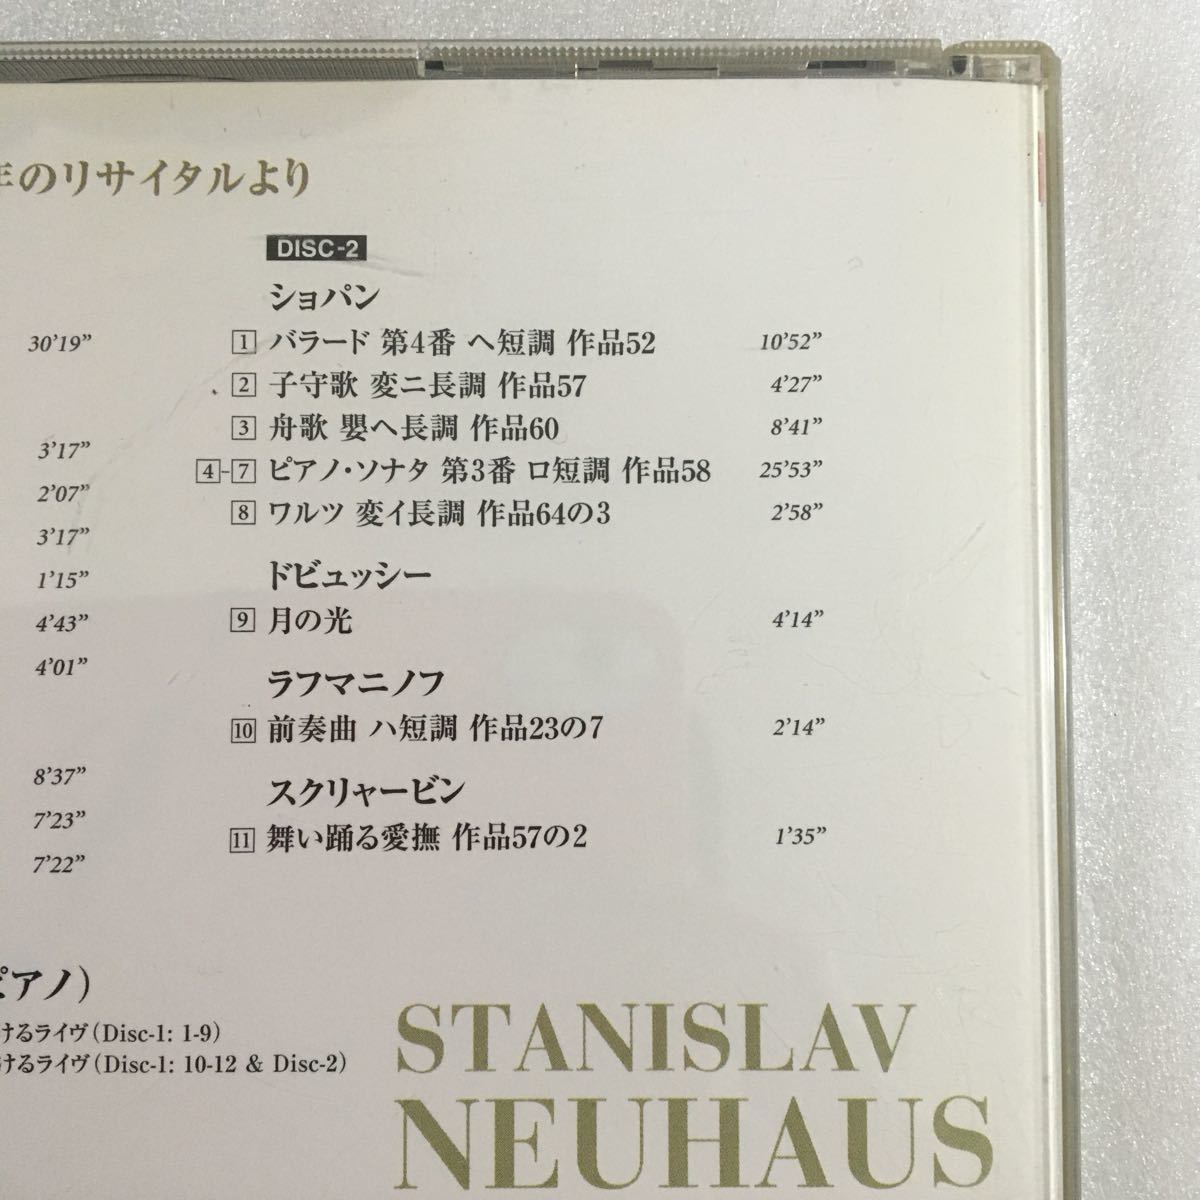 年のリサイタルより
30'19"
3'17"
2'07"
3'17"
1'15"
4'43"
4'01"
8'37"
7'23"
7'22"
DISC-2
ショパン
1 バラード 第4番 ヘ短調 作品52 10'52"
2 子守歌 変ニ長調 作品57 4'27"
3 舟歌 嬰ヘ長調 作品60 8'41"
4-7 ピアノ・ソナタ 第3番 ロ短調 作品58 25'53"
8 ワルツ 変イ長調 作品64の3 2'58"
ドビュッシー
9 月の光 4'14"
ラフマニノフ
10 前奏曲 ハ短調 作品23の7 2'14"
スクリャービン
11 舞い踊る愛撫 作品57の2 1'35"
ピアノ)
けるライヴ(Disc-1: 1-9)
けるライヴ(Disc-1: 10-12 & Disc-2)
STANISLAV
NEUHAUS